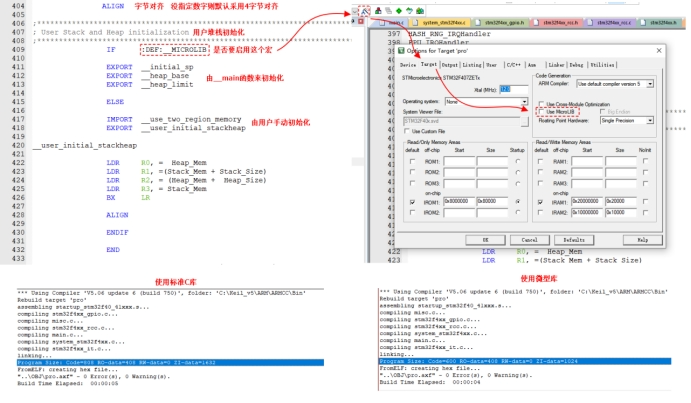 404 ALIGN 字节对齐 没指定数字则默认采用4字节对齐
405
406
407 ;*******************************************************************************
408 ; User Stack and Heap initialization 用户堆栈初始化
409 ;*******************************************************************************
409 IF :DEF:__MICROLIB 是否要启用这个宏
410
411 EXPORT __initial_sp
412 EXPORT __heap_base 由__main函数来初始化
413 EXPORT __heap_limit
414
415 ELSE
416
417 IMPORT __use_two_region_memory
418 EXPORT __user_initial_stackheap 由用户手动初始化
419
420 __user_initial_stackheap
421
422 LDR R0, = Heap_Mem
423 LDR R1, =(Stack_Mem + Stack_Size)
424 LDR R2, = (Heap_Mem + Heap_Size)
425 LDR R3, = Stack_Mem
426 BX LR
427
428 ALIGN
429
430 ENDIF
431
432 END
433
main.c system_stm32f4xx.c stm32f4xx_gpio.h stm32f4xx_rcc.c stm32f4xx_rcc.h stm32f4xx.h
397 HASH_RNG_IRQHandler
398 FPU_IRQHandler
Options for Target 'pro'
Device Target Output Listing User C/C++ Asm Linker Debug Utilities
STMicroelectronics STM32F407ZETx
Xtal (MHz):
Operating system: None
System Viewer File:
STM32F40x.svd
Use Custom File
Code Generation
ARM Compiler: Use default compiler version 5
Use Cross-Module Optimization
Use MicroLIB Big Endian
Floating Point Hardware: Single Precision
Read/Only Memory Areas
default off-chip Start Size Startup
ROM1:
ROM2:
ROM3:
on-chip
IROM1: 0x8000000 0x80000
IROM2:
Read/Write Memory Areas
default off-chip Start Size NoInit
RAM1:
RAM2:
RAM3:
on-chip
IRAM1: 0x20000000 0x20000
IRAM2: 0x10000000 0x10000
OK Cancel Defaults Help
422 LDR R0, = Heap_Mem
423 LDR R1, =(Stack_Mem + Stack_Size)
使用标准C库
*** Using Compiler 'V5.06 update 6 (build 750)', folder: 'C:\Keil_v5\ARM\ARMCC\Bin'
Rebuild target 'pro'
assembling startup_stm32f40_41xxx.s...
compiling stm32f4xx_gpio.c...
compiling misc.c...
compiling stm32f4xx_rcc.c...
compiling main.c...
compiling system_stm32f4xx.c...
compiling stm32f4xx_it.c...
linking...
Program Size: Code=808 RO-data=408 RW-data=0 ZI-data=1632
FromELF: creating hex file...
"..\OBJ\pro.axf" - 0 Error(s), 0 Warning(s).
Build Time Elapsed: 00:00:05
使用微型库
*** Using Compiler 'V5.06 update 6 (build 750)', folder: 'C:\Keil_v5\ARM\ARMCC\Bin'
Rebuild target 'pro'
assembling startup_stm32f40_41xxx.s...
compiling misc.c...
compiling stm32f4xx_gpio.c...
compiling stm32f4xx_rcc.c...
compiling system_stm32f4xx.c...
compiling main.c...
compiling stm32f4xx_it.c...
linking...
Program Size: Code=600 RO-data=408 RW-data=0 ZI-data=1024
FromELF: creating hex file...
"..\OBJ\pro.axf" - 0 Error(s), 0 Warning(s).
Build Time Elapsed: 00:00:04